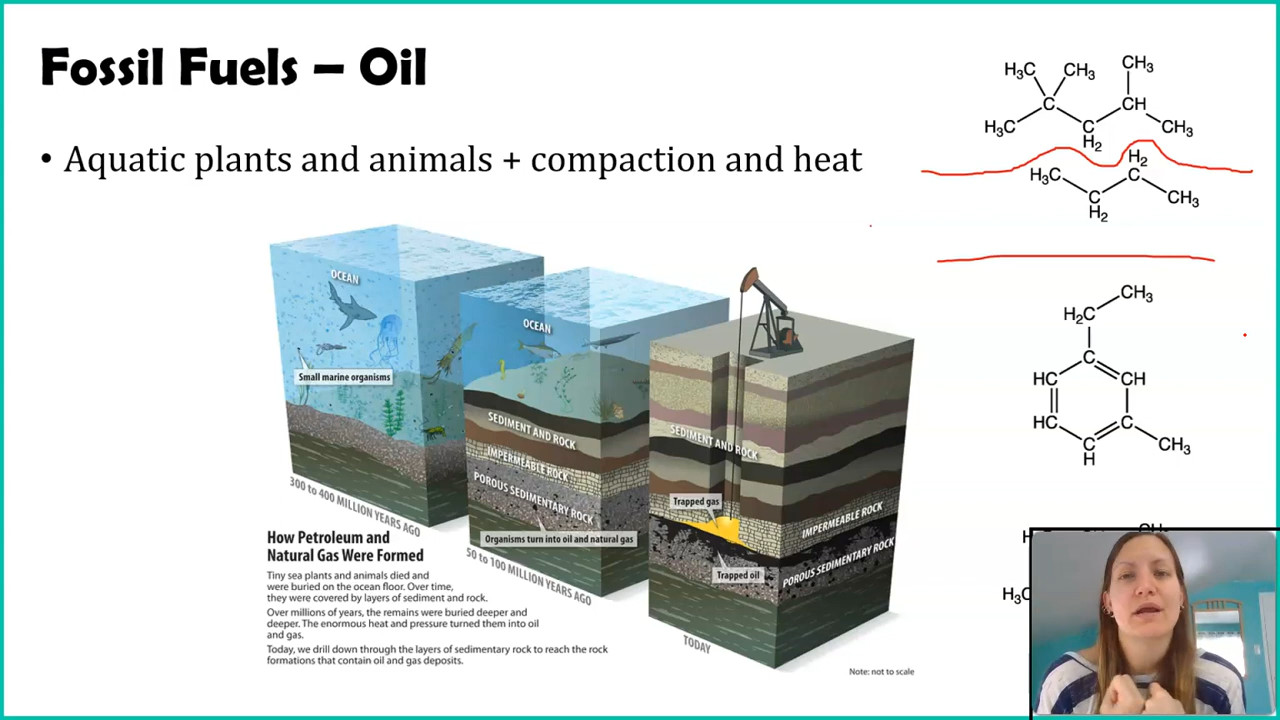 Fossil Fuels – Oil
• Aquatic plants and animals + compaction and heat
OCEAN
Small marine organisms
300 to 400 MILLION YEARS AGO
OCEAN
SEDIMENT AND ROCK
IMPERMEABLE ROCK
POROUS SEDIMENTARY ROCK
Organisms turn into oil and natural gas
50 to 100 MILLION YEARS AGO
SEDIMENT AND ROCK
Trapped gas
IMPERMEABLE ROCK
POROUS SEDIMENTARY ROCK
Trapped oil
TODAY
How Petroleum and
Natural Gas Were Formed
Tiny sea plants and animals died and
were buried on the ocean floor. Over time,
they were covered by layers of sediment and rock.
Over millions of years, the remains were buried deeper and
deeper. The enormous heat and pressure turned them into oil
and gas.
Today, we drill down through the layers of sedimentary rock to reach the rock
formations that contain oil and gas deposits.
Note: not to scale
H₃C CH₃ CH₃
CH
H₃C C CH₃
H₂
C
H₂
H₃C C
C CH₃
H₂
CH₃
H₂C
C
HC CH
HC C
C CH₃
H
H₃C